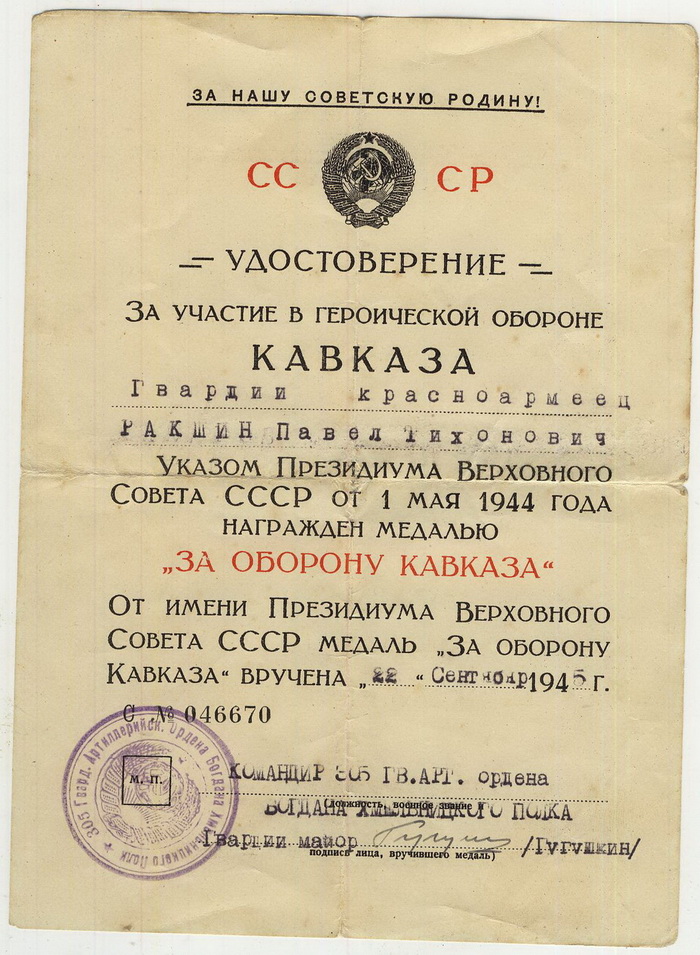 ЗА НАШУ СОВЕТСКУЮ РОДИНУ!
СС СР
УДОСТОВЕРЕНИЕ
ЗА УЧАСТИЕ В ГЕРОИЧЕСКОЙ ОБОРОНЕ
КАВКАЗА
Гвардии красноармеец
РАКШИН Павел Тихонович
УКАЗОМ ПРЕЗИДИУМА ВЕРХОВНОГО
СОВЕТА СССР ОТ 1 МАЯ 1944 ГОДА
НАГРАЖДЕН МЕДАЛЬЮ
„ЗА ОБОРОНУ КАВКАЗА“
ОТ ИМЕНИ ПРЕЗИДИУМА ВЕРХОВНОГО
СОВЕТА СССР МЕДАЛЬ „ЗА ОБОРОНУ
КАВКАЗА“ ВРУЧЕНА „22“ Сентябр 1945 г.
С № 046670
305 Гвард. Артиллерийск. Ордена Богдана Хмельницкого Полк
М. П.
КОМАНДИР 305 ГВ.АРТ. ордена
БОГДАНА ХМЕЛЬНИЦКОГО ПОЛКА
(должность, военное звание и
Гвардии майор /Гугушкин/
подпись лица, вручившего медаль)